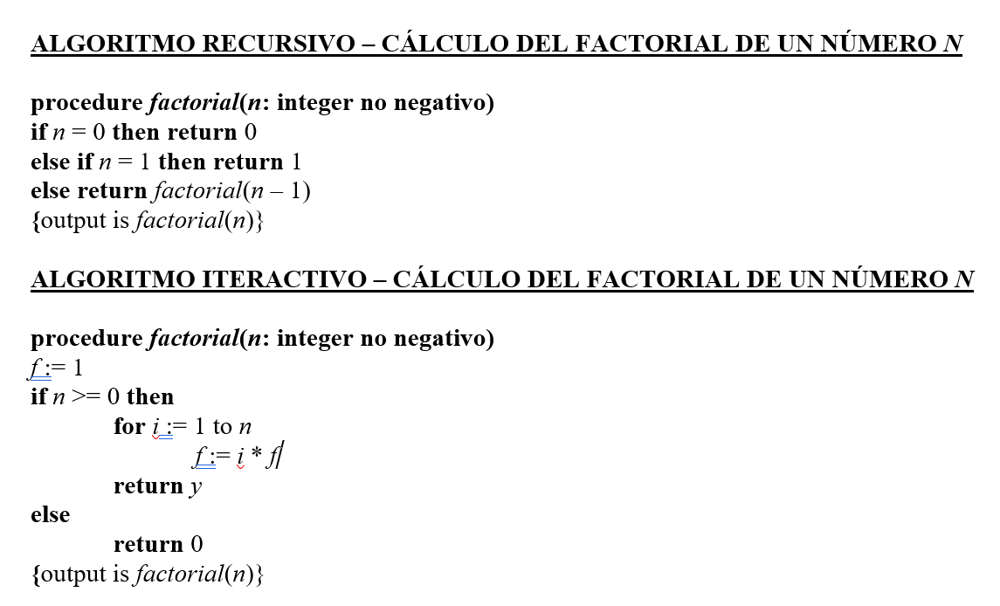 ALGORITMO RECURSIVO – CÁLCULO DEL FACTORIAL DE UN NÚMERO N
procedure factorial(n: integer no negativo)
if n = 0 then return 0
else if n = 1 then return 1
else return factorial(n – 1)
{output is factorial(n)}
ALGORITMO ITERACTIVO – CÁLCULO DEL FACTORIAL DE UN NÚMERO N
procedure factorial(n: integer no negativo)
f := 1
if n >= 0 then
for i := 1 to n
f := i * f
return y
else
return 0
{output is factorial(n)}